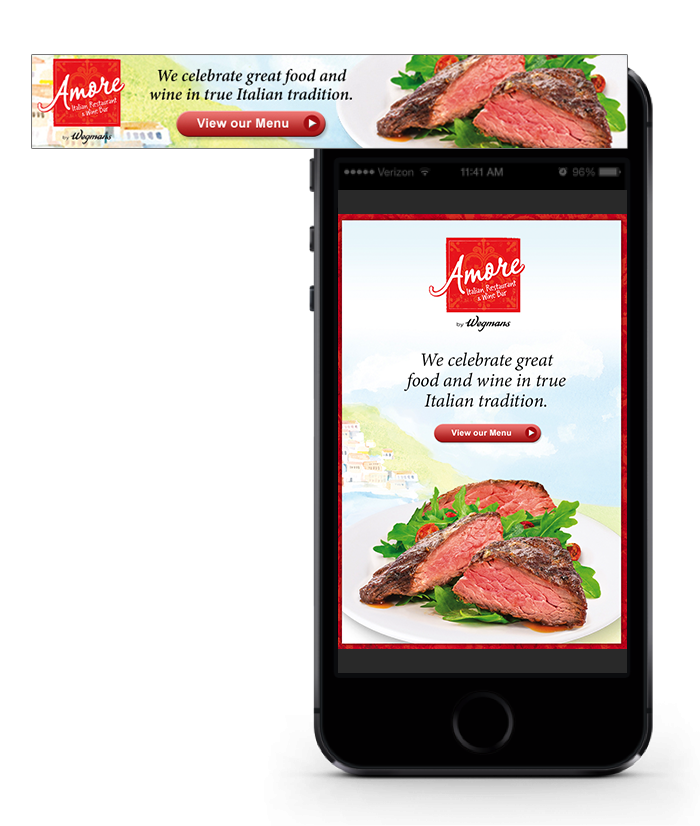 Amore
Italian Restaurant
& Wine Bar
by Wegmans
We celebrate great food and
wine in true Italian tradition.
View our Menu
Verizon
11:41 AM
96%
Amore
Italian Restaurant
& Wine Bar
by Wegmans
We celebrate great
food and wine in true
Italian tradition.
View our Menu